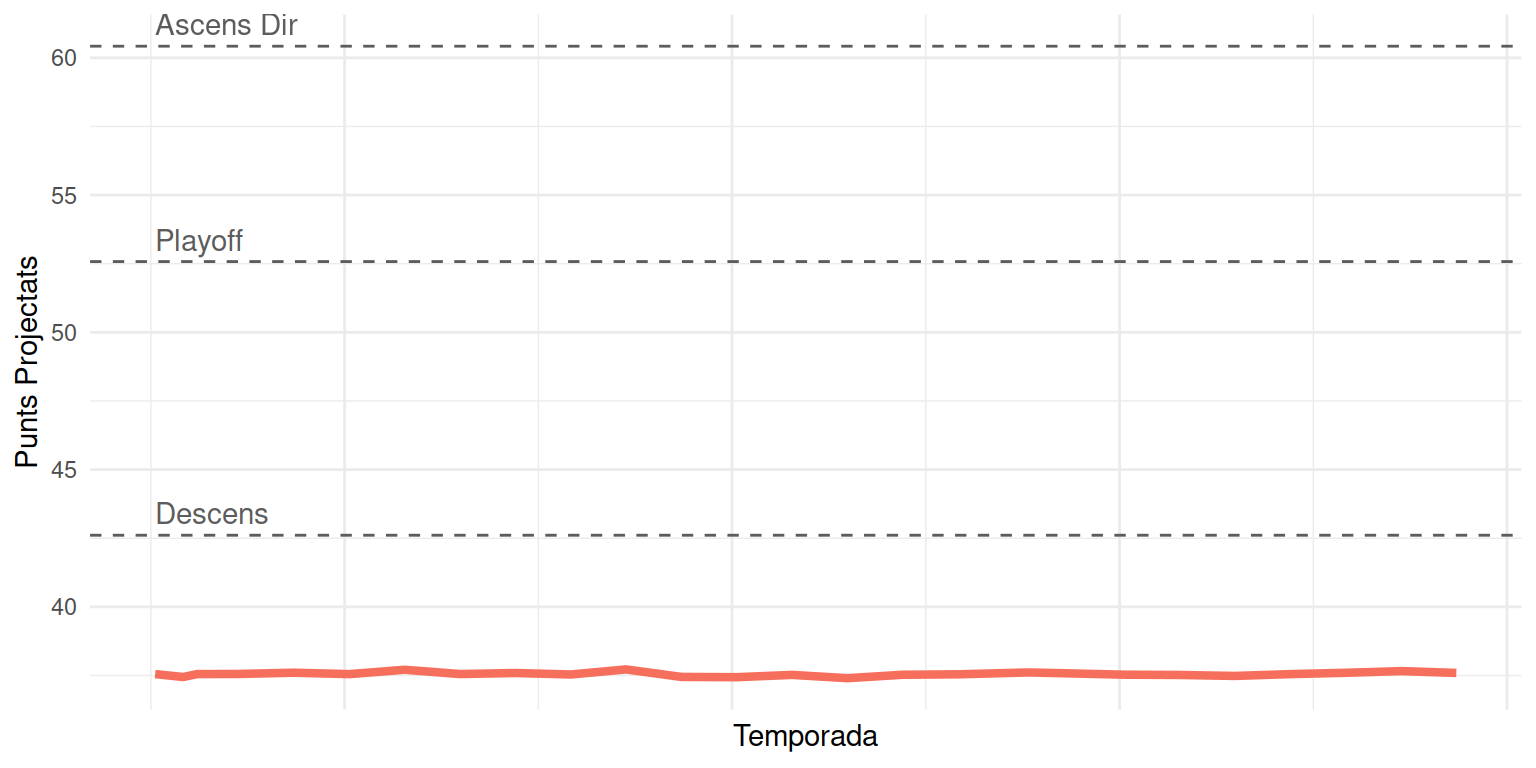 Ascens Dir
60
55
Playoff
50
Punts Projectats
45
Descens
40
Temporada